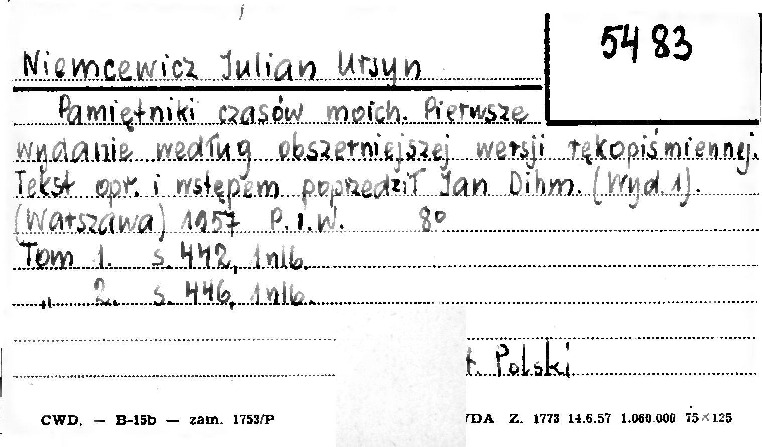 5483
Niemcewicz Julian Ursyn
Pamiętniki czasów moich. Pierwsze
wydanie według obszerniejszej wersji rękopiśmiennej.
Tekst opr. i wstępem poprzedził Jan Dihm. (Wyd.1).
(Warszawa) 1957 P.I.W. 8°
Tom 1. s. 442, 1 nlb.
„ 2. s. 446, 1 nlb.
t. Polski
CWD. — B-15b — zam. 1753/P
DA Z. 1773 14.6.57 1.060.000 75×125